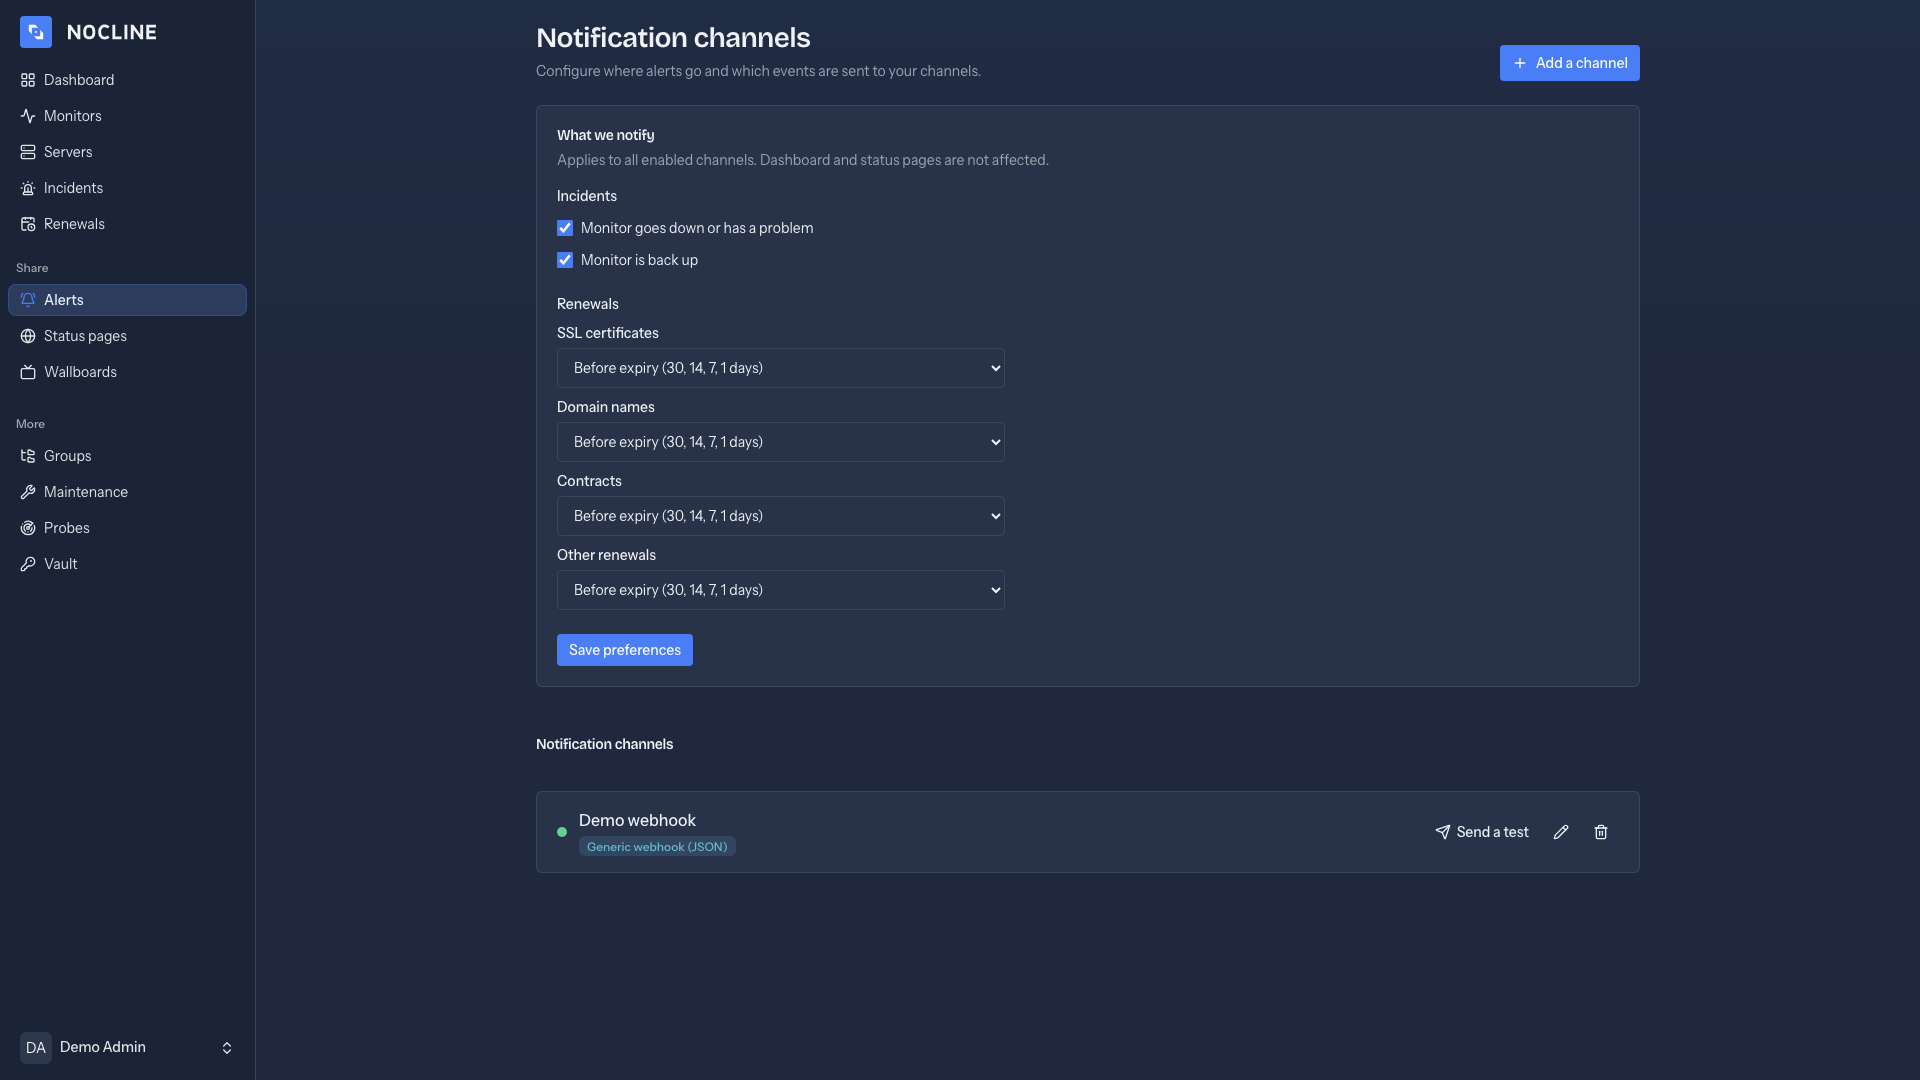 NOCLINE
Dashboard
Monitors
Servers
Incidents
Renewals
Share
Alerts
Status pages
Wallboards
More
Groups
Maintenance
Probes
Vault
DA
Demo Admin
Notification channels
Configure where alerts go and which events are sent to your channels.
Add a channel
What we notify
Applies to all enabled channels. Dashboard and status pages are not affected.
Incidents
Monitor goes down or has a problem
Monitor is back up
Renewals
SSL certificates
Before expiry (30, 14, 7, 1 days)
Domain names
Before expiry (30, 14, 7, 1 days)
Contracts
Before expiry (30, 14, 7, 1 days)
Other renewals
Before expiry (30, 14, 7, 1 days)
Save preferences
Notification channels
Demo webhook
Generic webhook (JSON)
Send a test